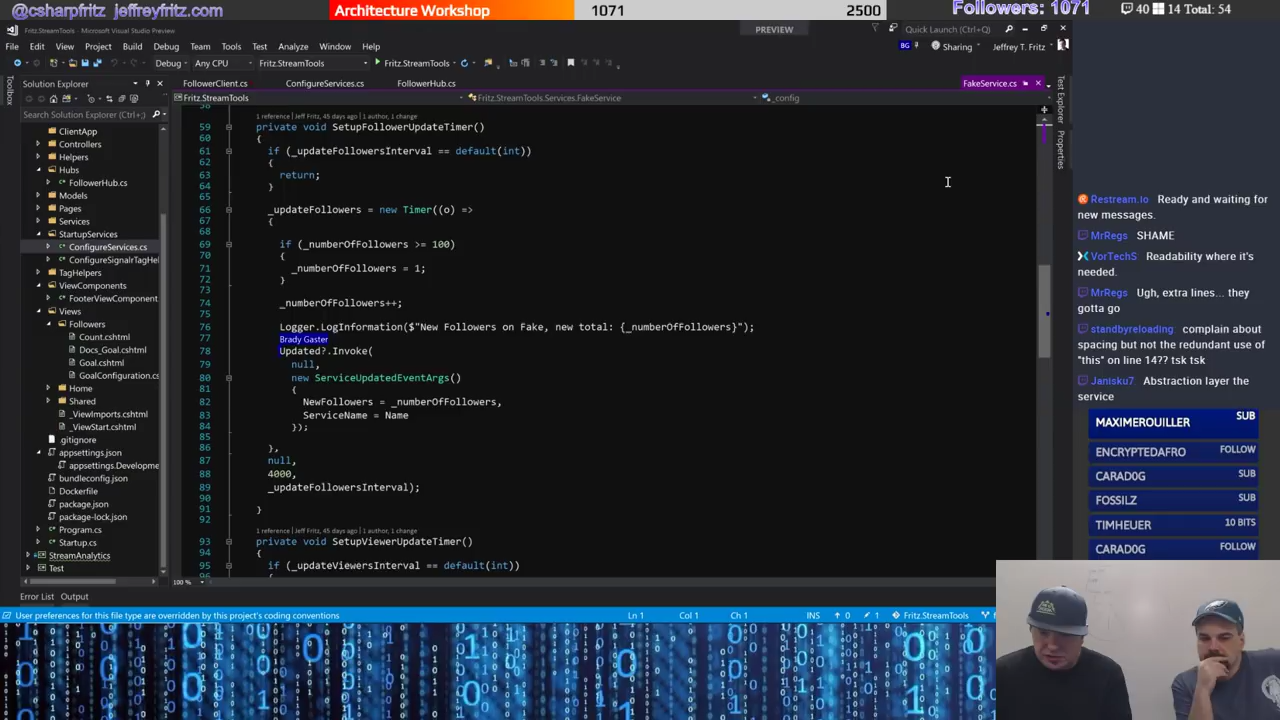 @csharpfritz jeffreyfritz.com
Architecture Workshop
1071
2500
Followers: 1071
40 14 Total: 54
Fritz.StreamTools - Microsoft Visual Studio Preview
PREVIEW
Quick Launch (Ctrl+;)
File Edit View Project Build Debug Team Tools Test Analyze Window Help
BG Sharing Jeffrey T. Fritz
Debug Any CPU Fritz.StreamTools Fritz.StreamTools
Toolbox
Solution Explorer
Search Solution Explorer (Ctrl+;)
ClientApp
Controllers
Helpers
Hubs
FollowerHub.cs
Models
Pages
Services
StartupServices
ConfigureServices.cs
ConfigureSignalrTagHel
TagHelpers
ViewComponents
FooterViewComponent
Views
Followers
Count.cshtml
Docs_Goal.cshtml
Goal.cshtml
GoalConfiguration.cs
Home
Shared
_ViewImports.cshtml
_ViewStart.cshtml
.gitignore
appsettings.json
appsettings.Developme
bundleconfig.json
Dockerfile
package.json
package-lock.json
Program.cs
Startup.cs
StreamAnalytics
Test
FollowerClient.cs ConfigureServices.cs FollowerHub.cs FakeService.cs
Fritz.StreamTools Fritz.StreamTools.Services.FakeService _config
58
1 reference | Jeff Fritz, 45 days ago | 1 author, 1 change
59 private void SetupFollowerUpdateTimer()
60 {
61 if (_updateFollowersInterval == default(int))
62 {
63 return;
64 }
65
66 _updateFollowers = new Timer((o) =>
67 {
68
69 if (_numberOfFollowers >= 100)
70 {
71 _numberOfFollowers = 1;
72 }
73
74 _numberOfFollowers++;
75
76 Logger.LogInformation($"New Followers on Fake, new total: {_numberOfFollowers}");
77 Brady Gaster
78 Updated?.Invoke(
79 null,
80 new ServiceUpdatedEventArgs()
81 {
82 NewFollowers = _numberOfFollowers,
83 ServiceName = Name
84 });
85
86 },
87 null,
88 4000,
89 _updateFollowersInterval);
90
91 }
92
1 reference | Jeff Fritz, 45 days ago | 1 author, 1 change
93 private void SetupViewerUpdateTimer()
94 {
95 if (_updateViewersInterval == default(int))
96 {
100 %
Test Explorer
Properties
Error List Output
User preferences for this file type are overridden by this project's coding conventions
Ln 1 Col 1 Ch 1 INS 0 1 Fritz.StreamTools
Restream.Io Ready and waiting for
new messages.
MrRegs SHAME
VorTechS Readability where it's
needed.
MrRegs Ugh, extra lines... they
gotta go
standbyreloading complain about
spacing but not the redundant use of
"this" on line 14?? tsk tsk
Janisku7 Abstraction layer the
service
MAXIMEROUILLER SUB
ENCRYPTEDAFRO FOLLOW
CARAD0G SUB
FOSSILZ SUB
TIMHEUER 10 BITS
CARAD0G FOLLOW